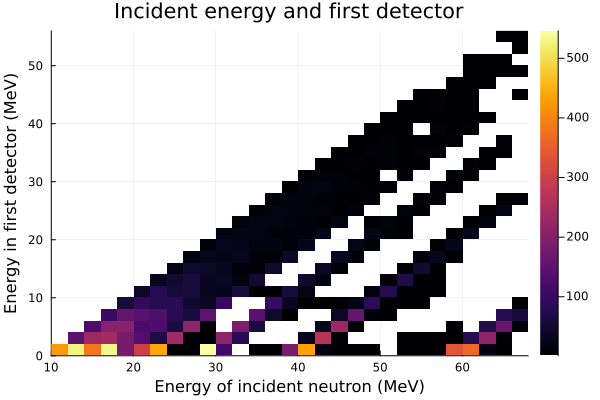 Incident energy and first detector
Energy in first detector (MeV)
50
40
30
20
10
0
10 20 30 40 50 60
Energy of incident neutron (MeV)
500
400
300
200
100